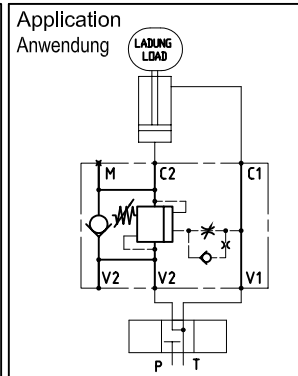 Application
Anwendung
LADUNG
LOAD
M C2 C1
V2 V2 V1
P T